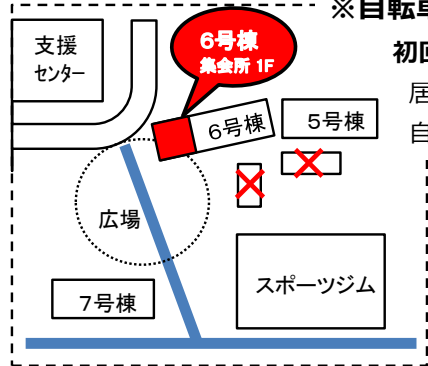 ※自転車
初回
居
自
支援
センター
6号棟
集会所 1F
6号棟
5号棟
広場
スポーツジム
7号棟